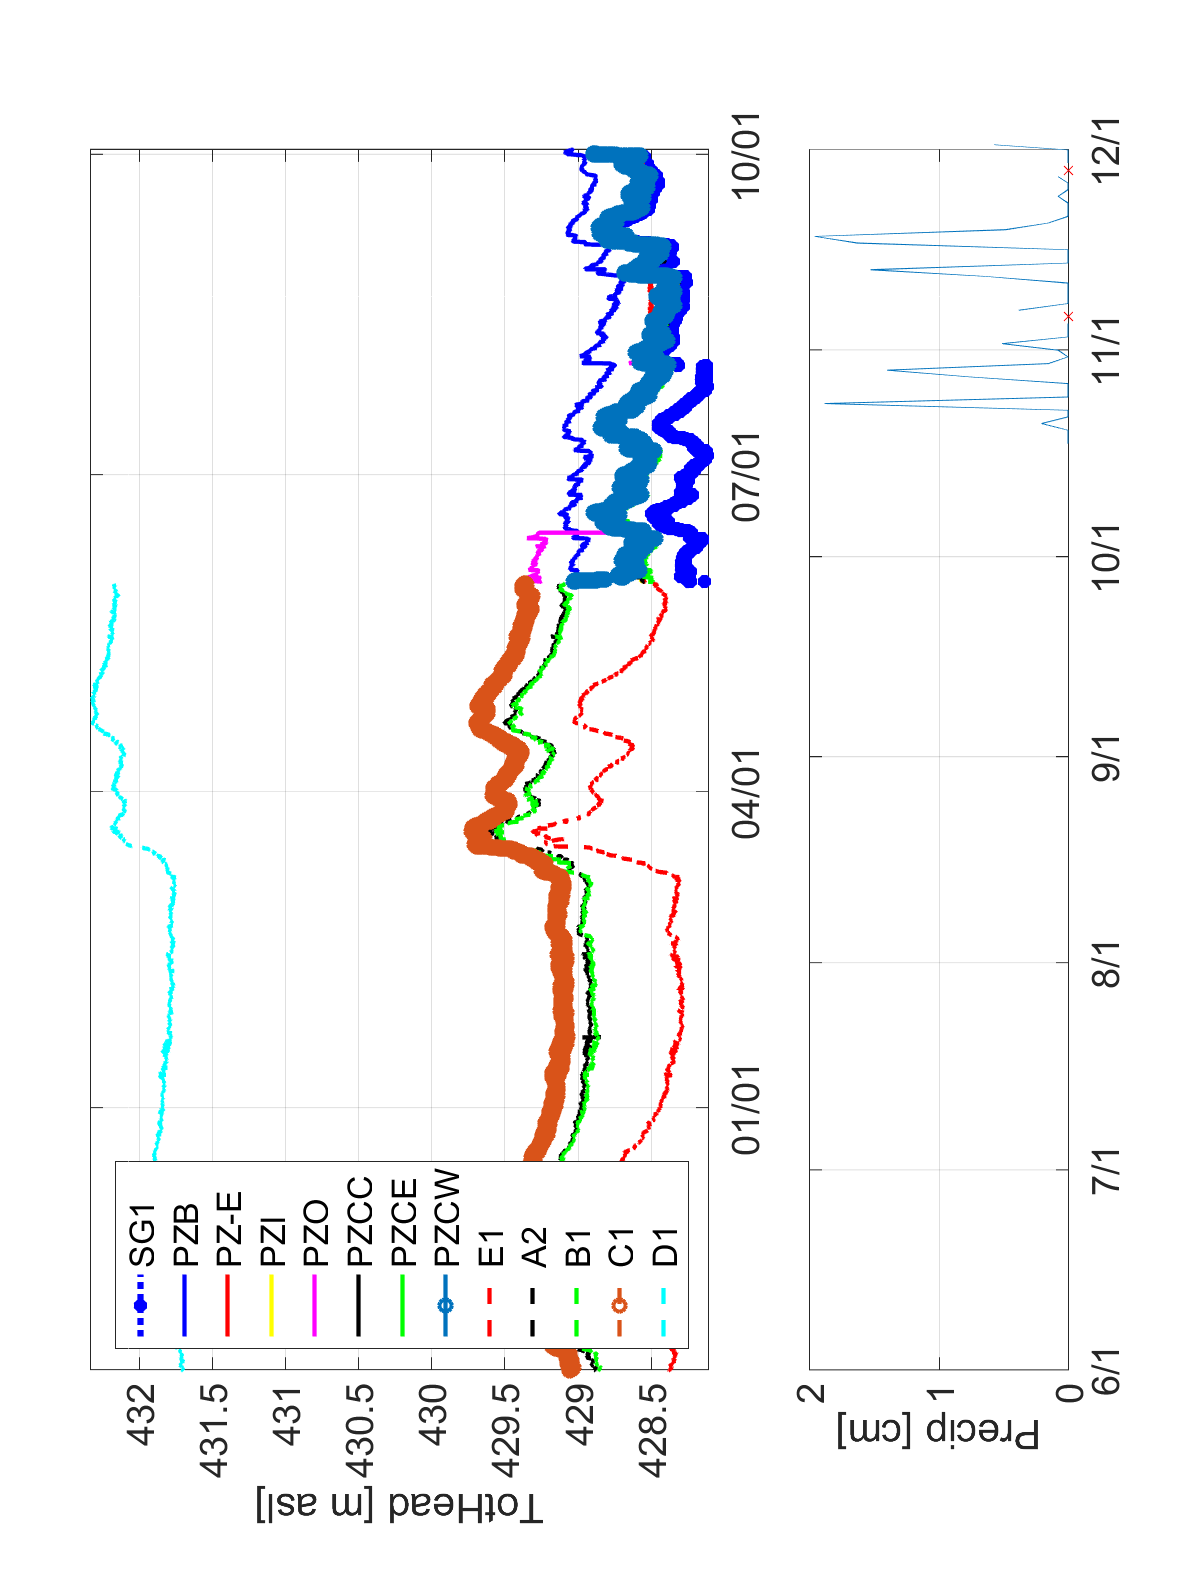 TotHead [m asl]
432
431.5
431
430.5
430
429.5
429
428.5
01/01
04/01
07/01
10/01
SG1
PZB
PZ-E
PZI
PZO
PZCC
PZCE
PZCW
E1
A2
B1
C1
D1
Precip [cm]
2
1
0
6/1
7/1
8/1
9/1
10/1
11/1
12/1